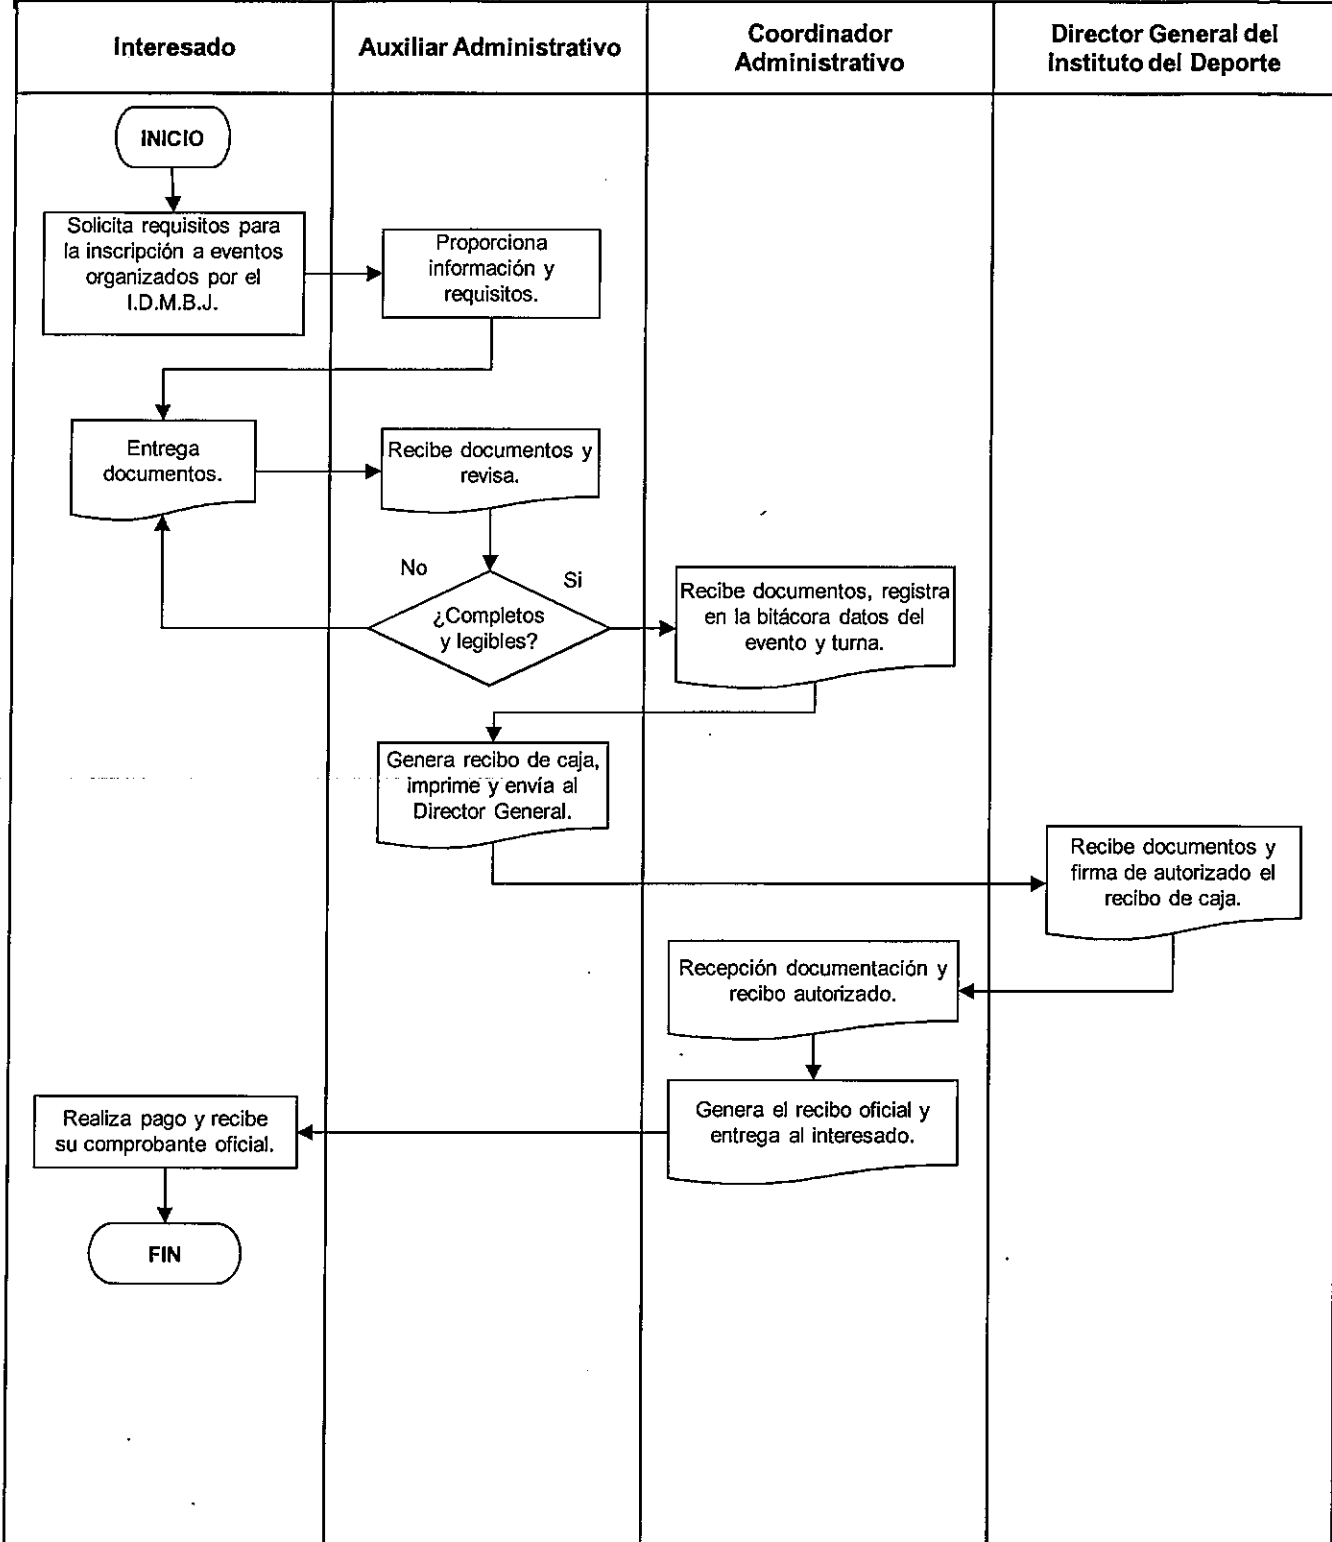 Interesado
Auxiliar Administrativo
Coordinador
Administrativo
Director General del
Instituto del Deporte
INICIO
Solicita requisitos para
la inscripción a eventos
organizados por el
I.D.M.B.J.
Proporciona
información y
requisitos.
Entrega
documentos.
Recibe documentos y
revisa.
No
Si
¿Completos
y legibles?
Recibe documentos, registra
en la bitácora datos del
evento y turna.
Genera recibo de caja,
imprime y envía al
Director General.
Recibe documentos y
firma de autorizado el
recibo de caja.
Recepción documentación y
recibo autorizado.
Genera el recibo oficial y
entrega al interesado.
Realiza pago y recibe
su comprobante oficial.
FIN